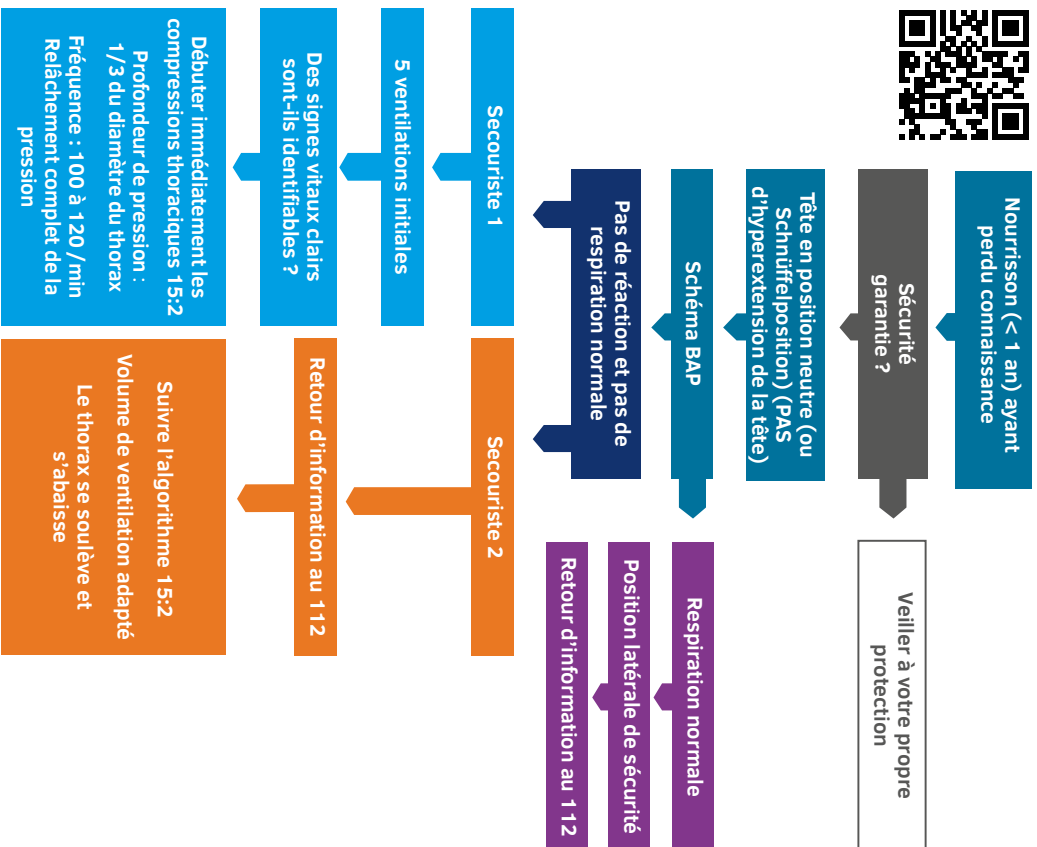 Nourrisson (< 1 an) ayant
perdu connaissance
Sécurité
garantie ?
Veiller à votre propre
protection
Tête en position neutre (ou
Schnüffelposition) (PAS
d'hyperextension de la tête)
Schéma BAP
Respiration normale
Position latérale de sécurité
Retour d'information au 112
Pas de réaction et pas de
respiration normale
Secouriste 1
5 ventilations initiales
Des signes vitaux clairs
sont-ils identifiables ?
Débuter immédiatement les
compressions thoraciques 15:2
Profondeur de pression :
1/3 du diamètre du thorax
Fréquence : 100 à 120 / min
Relâchement complet de la
pression
Secouriste 2
Retour d'information au 112
Suivre l'algorithme 15:2
Volume de ventilation adapté
Le thorax se soulève et
s'abaisse